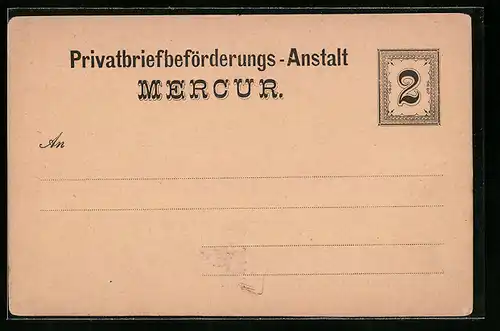 Privatbriefbeförderungs-Anstalt
MERCUR.
2
An